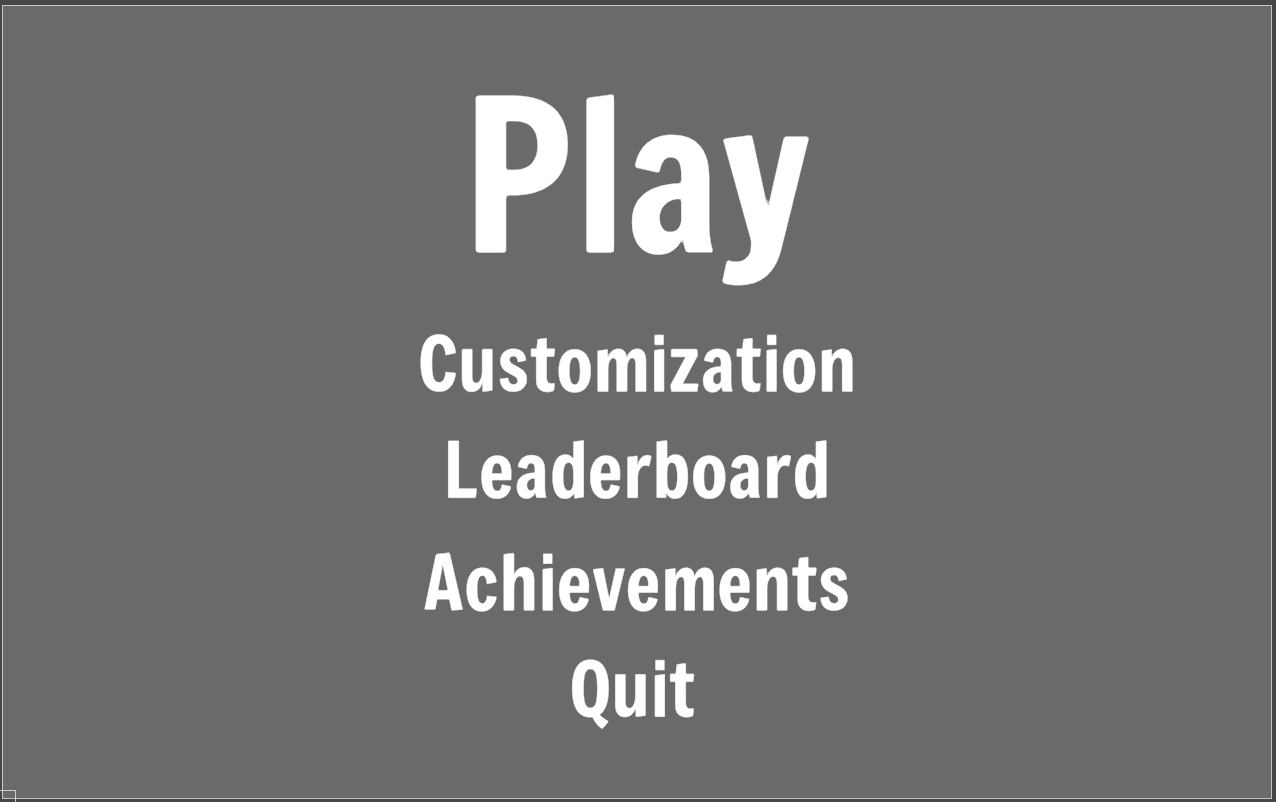 Play
Customization
Leaderboard
Achievements
Quit